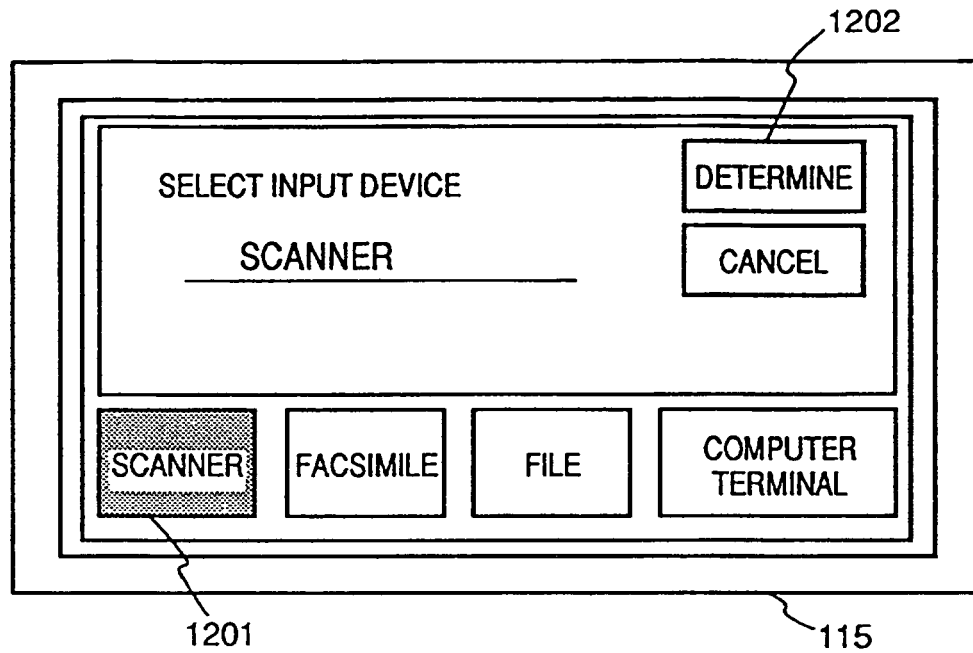 1202
SELECT INPUT DEVICE
DETERMINE
SCANNER
CANCEL
SCANNER
FACSIMILE
FILE
COMPUTER
TERMINAL
1201
115